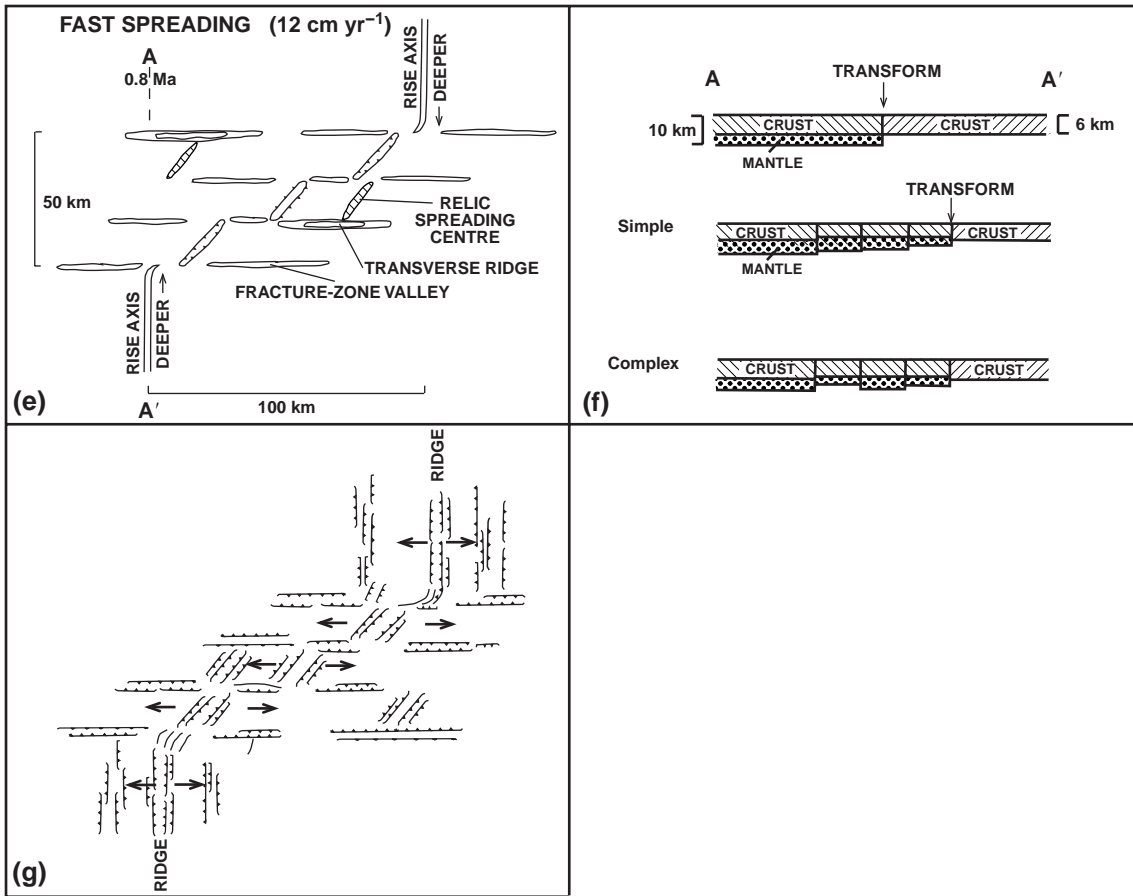 FAST SPREADING (12 cm yr⁻¹)
A
0.8 Ma
RISE AXIS
DEEPER
50 km
RELIC
SPREADING
CENTRE
TRANSVERSE RIDGE
FRACTURE-ZONE VALLEY
RISE AXIS
DEEPER
(e)
A′
100 km
A
TRANSFORM
A′
10 km
CRUST
CRUST
6 km
MANTLE
TRANSFORM
Simple
CRUST
CRUST
MANTLE
Complex
CRUST
CRUST
(f)
RIDGE
(g)
RIDGE